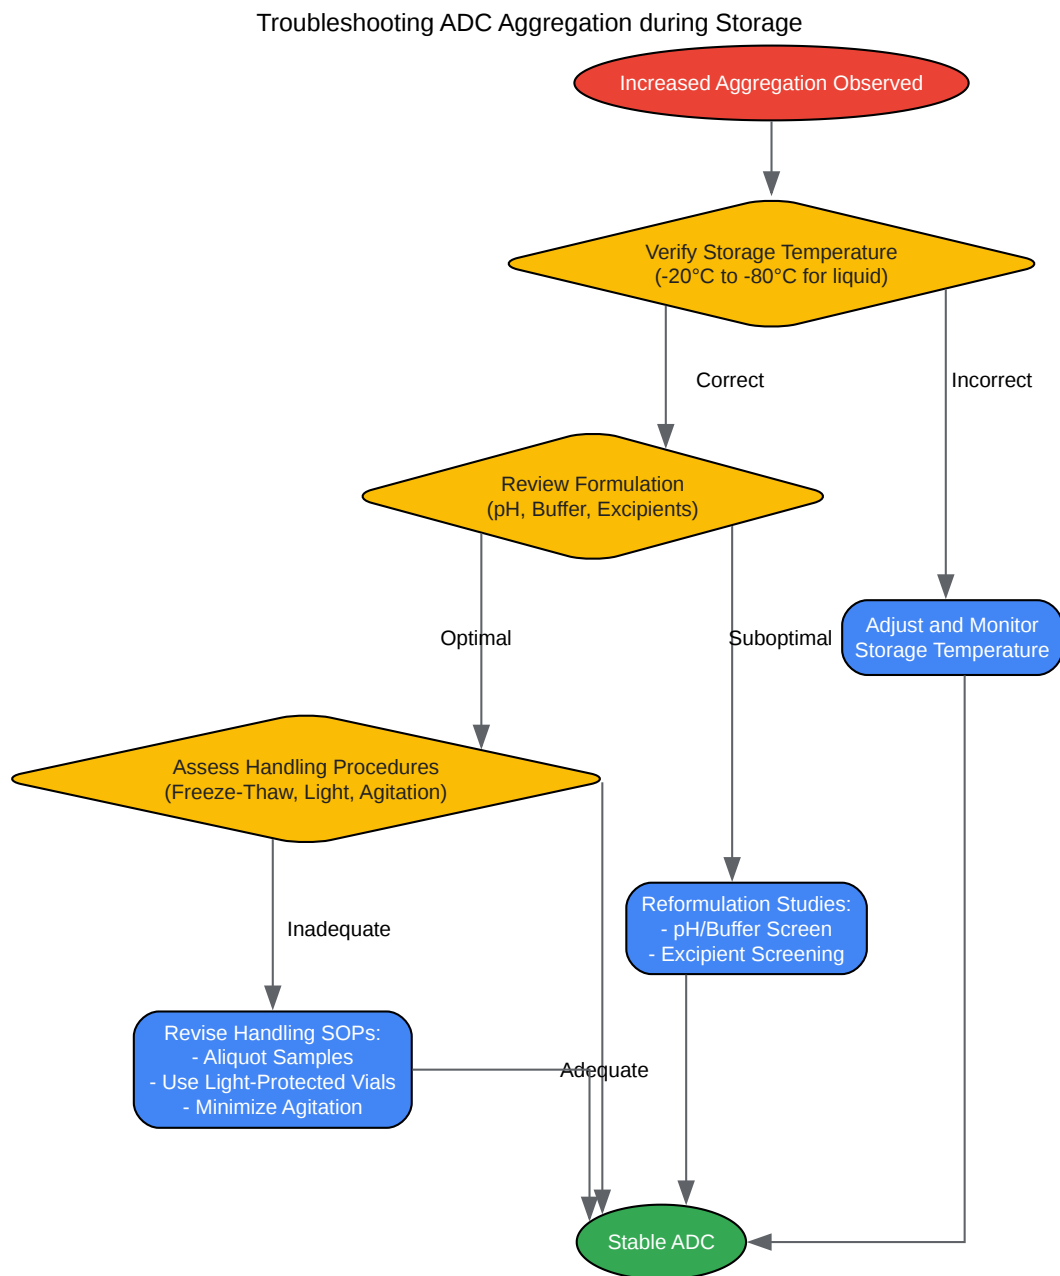 Troubleshooting ADC Aggregation during Storage
Increased Aggregation Observed
Verify Storage Temperature
(-20°C to -80°C for liquid)
Correct
Incorrect
Review Formulation
(pH, Buffer, Excipients)
Optimal
Suboptimal
Adjust and Monitor
Storage Temperature
Assess Handling Procedures
(Freeze-Thaw, Light, Agitation)
Inadequate
Reformulation Studies:
- pH/Buffer Screen
- Excipient Screening
Revise Handling SOPs:
- Aliquot Samples
- Use Light-Protected Vials
- Minimize Agitation
Adequate
Stable ADC